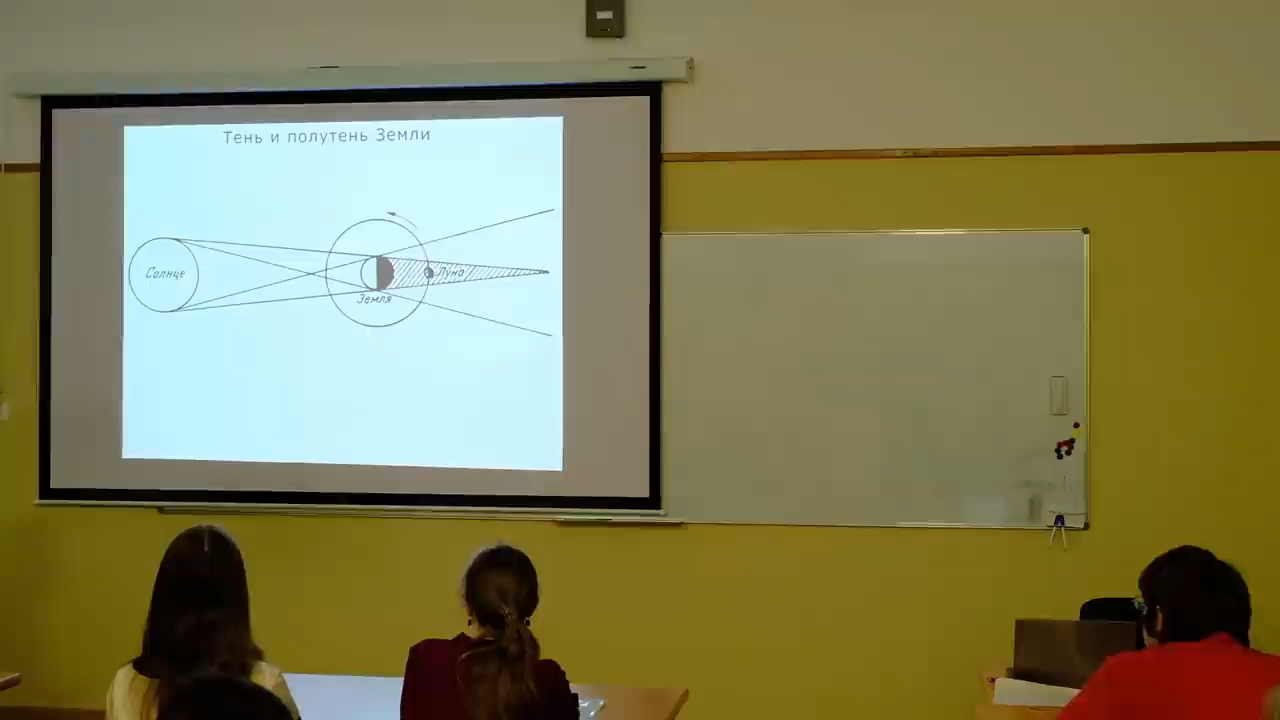 Тень и полутень Земли
Солнце
Луна
Земля